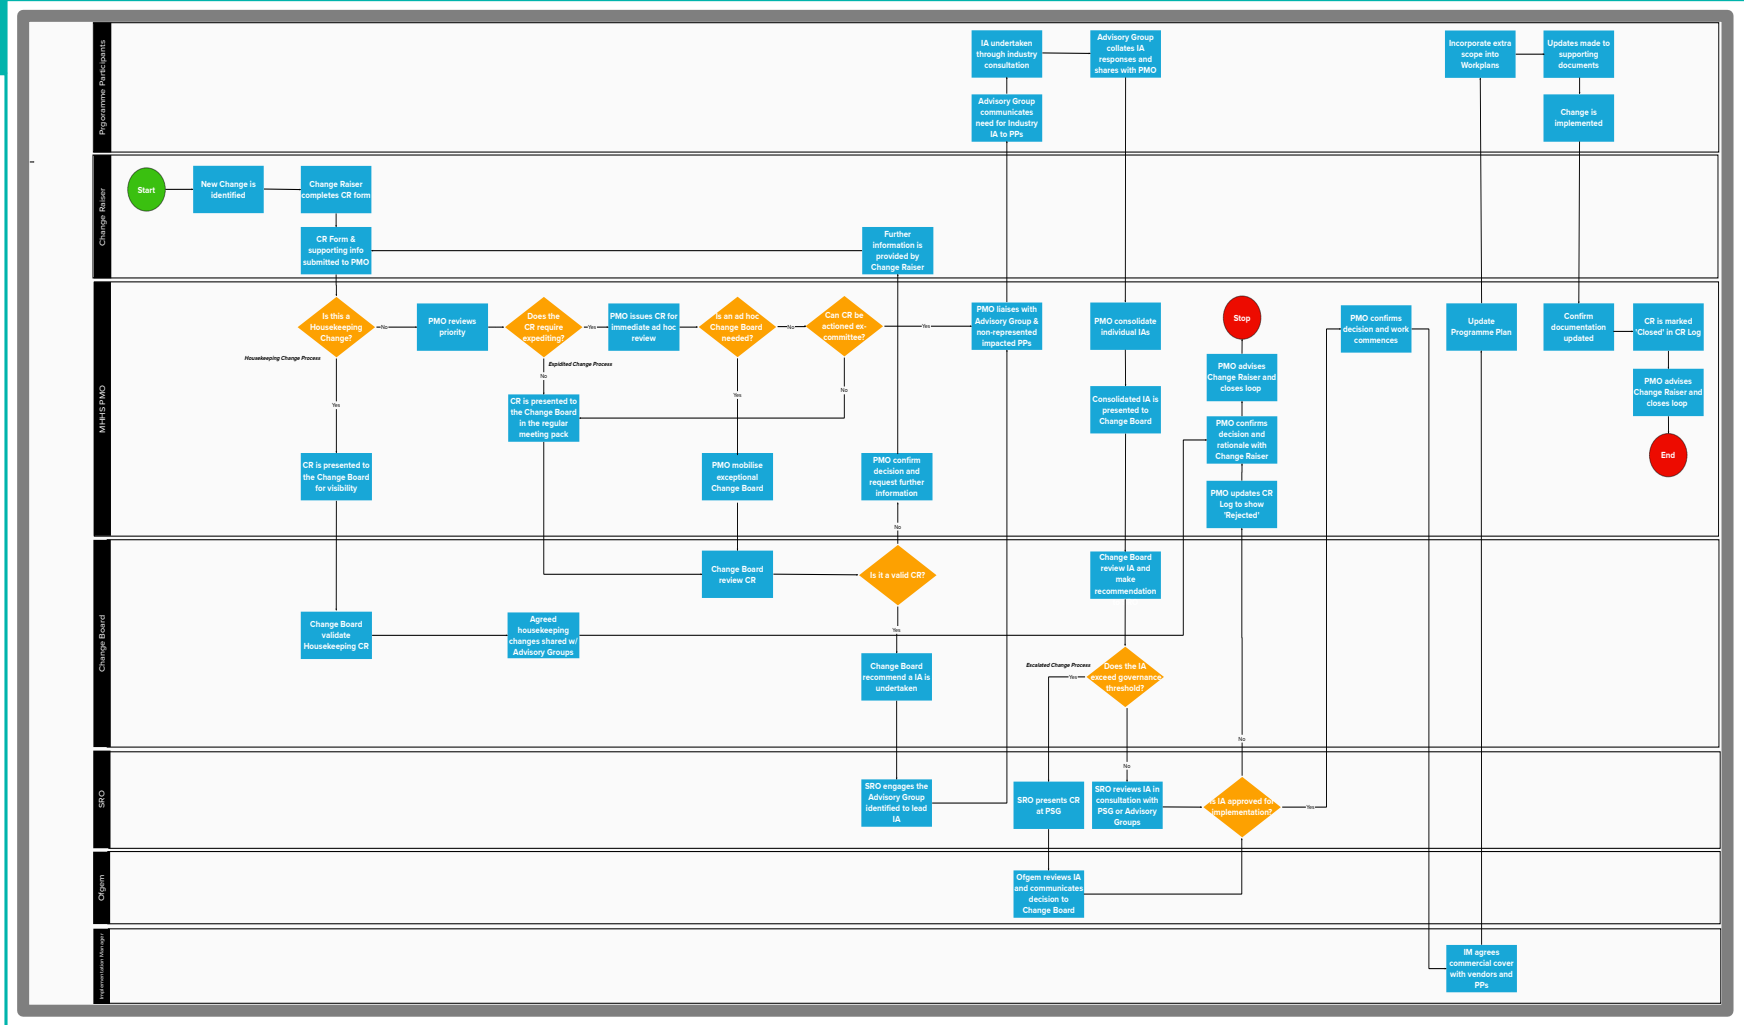 Prgoramme Participants
IA undertaken
through industry
consultation
Advisory Group
collates IA
responses and
shares with PMO
Incorporate extra
scope into
Workplans
Updates made to
supporting
documents
Advisory Group
communicates
need for Industry
IA to PPs
Change is
implemented
Change Raiser
Start
New Change is
identified
Change Raiser
completes CR form
CR Form &
supporting info
submitted to PMO
Further
information is
provided by
Change Raiser
MHHS PMO
Is this a
Housekeeping
Change?
No
PMO reviews
priority
Does the
CR require
expediting?
Yes
PMO issues CR for
immediate ad hoc
review
Is an ad hoc
Change Board
needed?
No
Can CR be
actioned ex-
committee?
Yes
PMO liaises with
Advisory Group &
non-represented
impacted PPs
PMO consolidate
individual IAs
Stop
PMO confirms
decision and work
commences
Update
Programme Plan
Confirm
documentation
updated
CR is marked
'Closed' in CR Log
Housekeeping Change Process
Expidited Change Process
No
Yes
Yes
No
PMO advises
Change Raiser and
closes loop
PMO advises
Change Raiser and
closes loop
CR is presented to
the Change Board
in the regular
meeting pack
Consolidated IA is
presented to
Change Board
PMO confirms
decision and
rationale with
Change Raiser
End
CR is presented to
the Change Board
for visibility
PMO mobilise
exceptional
Change Board
PMO confirm
decision and
request further
information
PMO updates CR
Log to show
'Rejected'
No
Change Board
Change Board
review CR
Is it a valid CR?
Change Board
review IA and
make
recommendation
Change Board
validate
Housekeeping CR
Agreed
housekeeping
changes shared w/
Advisory Groups
Yes
Change Board
recommend a IA is
undertaken
Escalated Change Process
Yes
Does the IA
exceed governance
threshold?
No
No
SRO
SRO engages the
Advisory Group
identified to lead
IA
SRO presents CR
at PSG
SRO reviews IA in
consultation with
PSG or Advisory
Groups
Is IA approved for
implementation?
Yes
Ofgem
Ofgem reviews IA
and communicates
decision to
Change Board
Implementation Manager
IM agrees
commercial cover
with vendors and
PPs